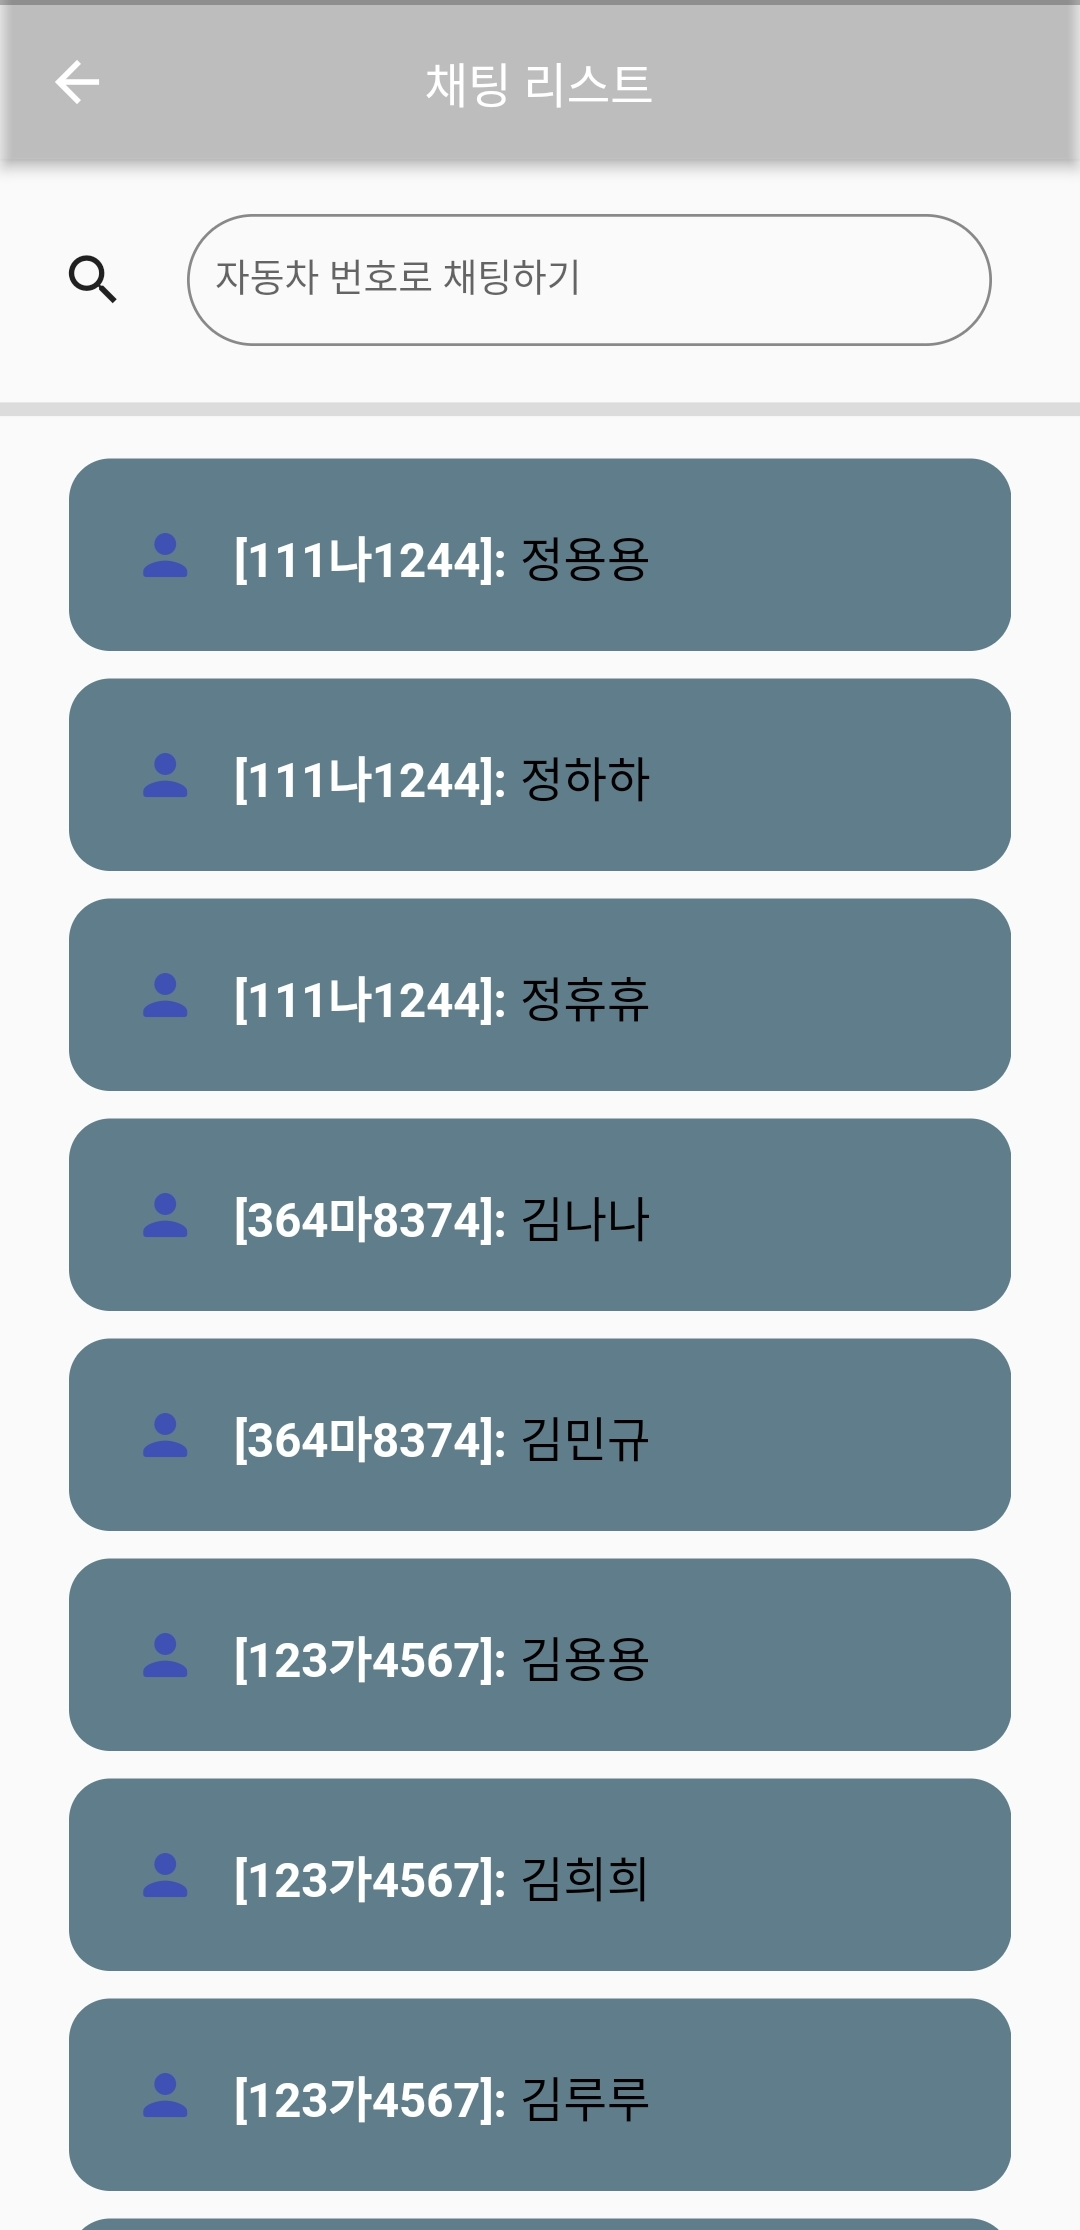 채팅 리스트
자동차 번호로 채팅하기
[111나1244]: 정용용
[111나1244]: 정하하
[111나1244]: 정휴휴
[364마8374]: 김나나
[364마8374]: 김민규
[123가4567]: 김용용
[123가4567]: 김희희
[123가4567]: 김루루